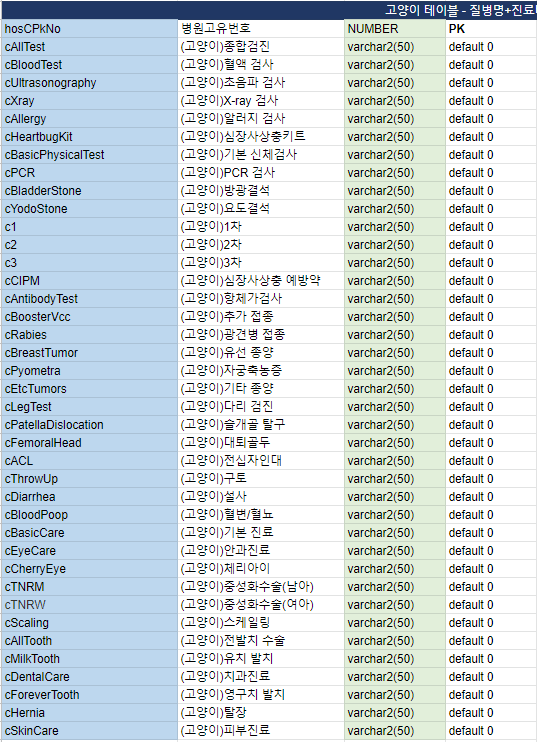 고양이 테이블 - 질병명+진료
hosCPkNo 병원고유번호 NUMBER PK
cAllTest (고양이)종합검진 varchar2(50) default 0
cBloodTest (고양이)혈액 검사 varchar2(50) default 0
cUltrasonography (고양이)초음파 검사 varchar2(50) default 0
cXray (고양이)X-ray 검사 varchar2(50) default 0
cAllergy (고양이)알러지 검사 varchar2(50) default 0
cHeartbugKit (고양이)심장사상충키트 varchar2(50) default 0
cBasicPhysicalTest (고양이)기본 신체검사 varchar2(50) default 0
cPCR (고양이)PCR 검사 varchar2(50) default 0
cBladderStone (고양이)방광결석 varchar2(50) default 0
cYodoStone (고양이)요도결석 varchar2(50) default 0
c1 (고양이)1차 varchar2(50) default 0
c2 (고양이)2차 varchar2(50) default 0
c3 (고양이)3차 varchar2(50) default 0
cCIPM (고양이)심장사상충 예방약 varchar2(50) default 0
cAntibodyTest (고양이)항체가검사 varchar2(50) default 0
cBoosterVcc (고양이)추가 접종 varchar2(50) default 0
cRabies (고양이)광견병 접종 varchar2(50) default 0
cBreastTumor (고양이)유선 종양 varchar2(50) default 0
cPyometra (고양이)자궁축농증 varchar2(50) default 0
cEtcTumors (고양이)기타 종양 varchar2(50) default 0
cLegTest (고양이)다리 검진 varchar2(50) default 0
cPatellaDislocation (고양이)슬개골 탈구 varchar2(50) default 0
cFemoralHead (고양이)대퇴골두 varchar2(50) default 0
cACL (고양이)전십자인대 varchar2(50) default 0
cThrowUp (고양이)구토 varchar2(50) default 0
cDiarrhea (고양이)설사 varchar2(50) default 0
cBloodPoop (고양이)혈변/혈뇨 varchar2(50) default 0
cBasicCare (고양이)기본 진료 varchar2(50) default 0
cEyeCare (고양이)안과진료 varchar2(50) default 0
cCherryEye (고양이)체리아이 varchar2(50) default 0
cTNRM (고양이)중성화수술(남아) varchar2(50) default 0
cTNRW (고양이)중성화수술(여아) varchar2(50) default 0
cScaling (고양이)스케일링 varchar2(50) default 0
cAllTooth (고양이)전발치 수술 varchar2(50) default 0
cMilkTooth (고양이)유치 발치 varchar2(50) default 0
cDentalCare (고양이)치과진료 varchar2(50) default 0
cForeverTooth (고양이)영구치 발치 varchar2(50) default 0
cHernia (고양이)탈장 varchar2(50) default 0
cSkinCare (고양이)피부진료 varchar2(50) default 0